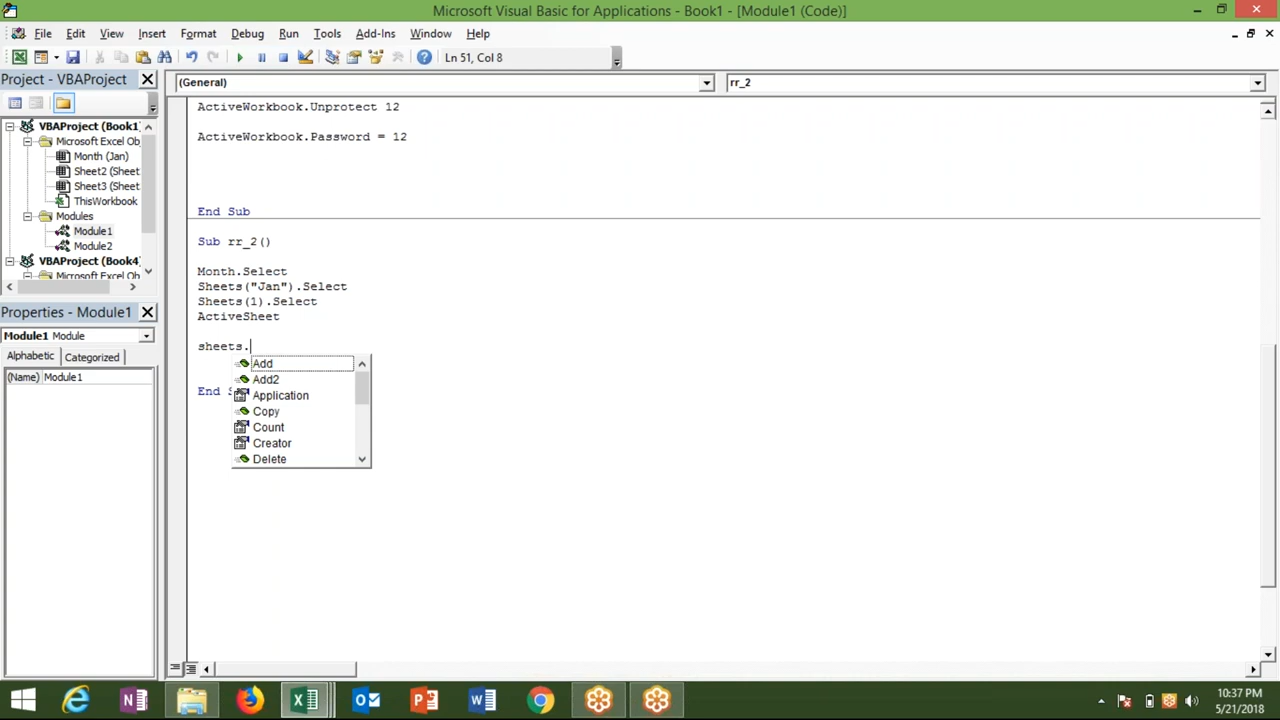 Microsoft Visual Basic for Applications - Book1 - [Module1 (Code)]
File Edit View Insert Format Debug Run Tools Add-Ins Window Help
Ln 51, Col 8
Project - VBAProject
(General)
rr_2
VBAProject (Book1
Microsoft Excel Ob
Month (Jan)
Sheet2 (Sheet
Sheet3 (Sheet
ThisWorkbook
Modules
Module1
Module2
VBAProject (Book4
Microsoft Excel Ob
Properties - Module1
Module1 Module
Alphabetic Categorized
(Name) Module1
ActiveWorkbook.Unprotect 12
ActiveWorkbook.Password = 12
End Sub
Sub rr_2()
Month.Select
Sheets("Jan").Select
Sheets(1).Select
ActiveSheet
sheets.
Add
Add2
Application
Copy
Count
Creator
Delete
End S
10:37 PM
5/21/2018